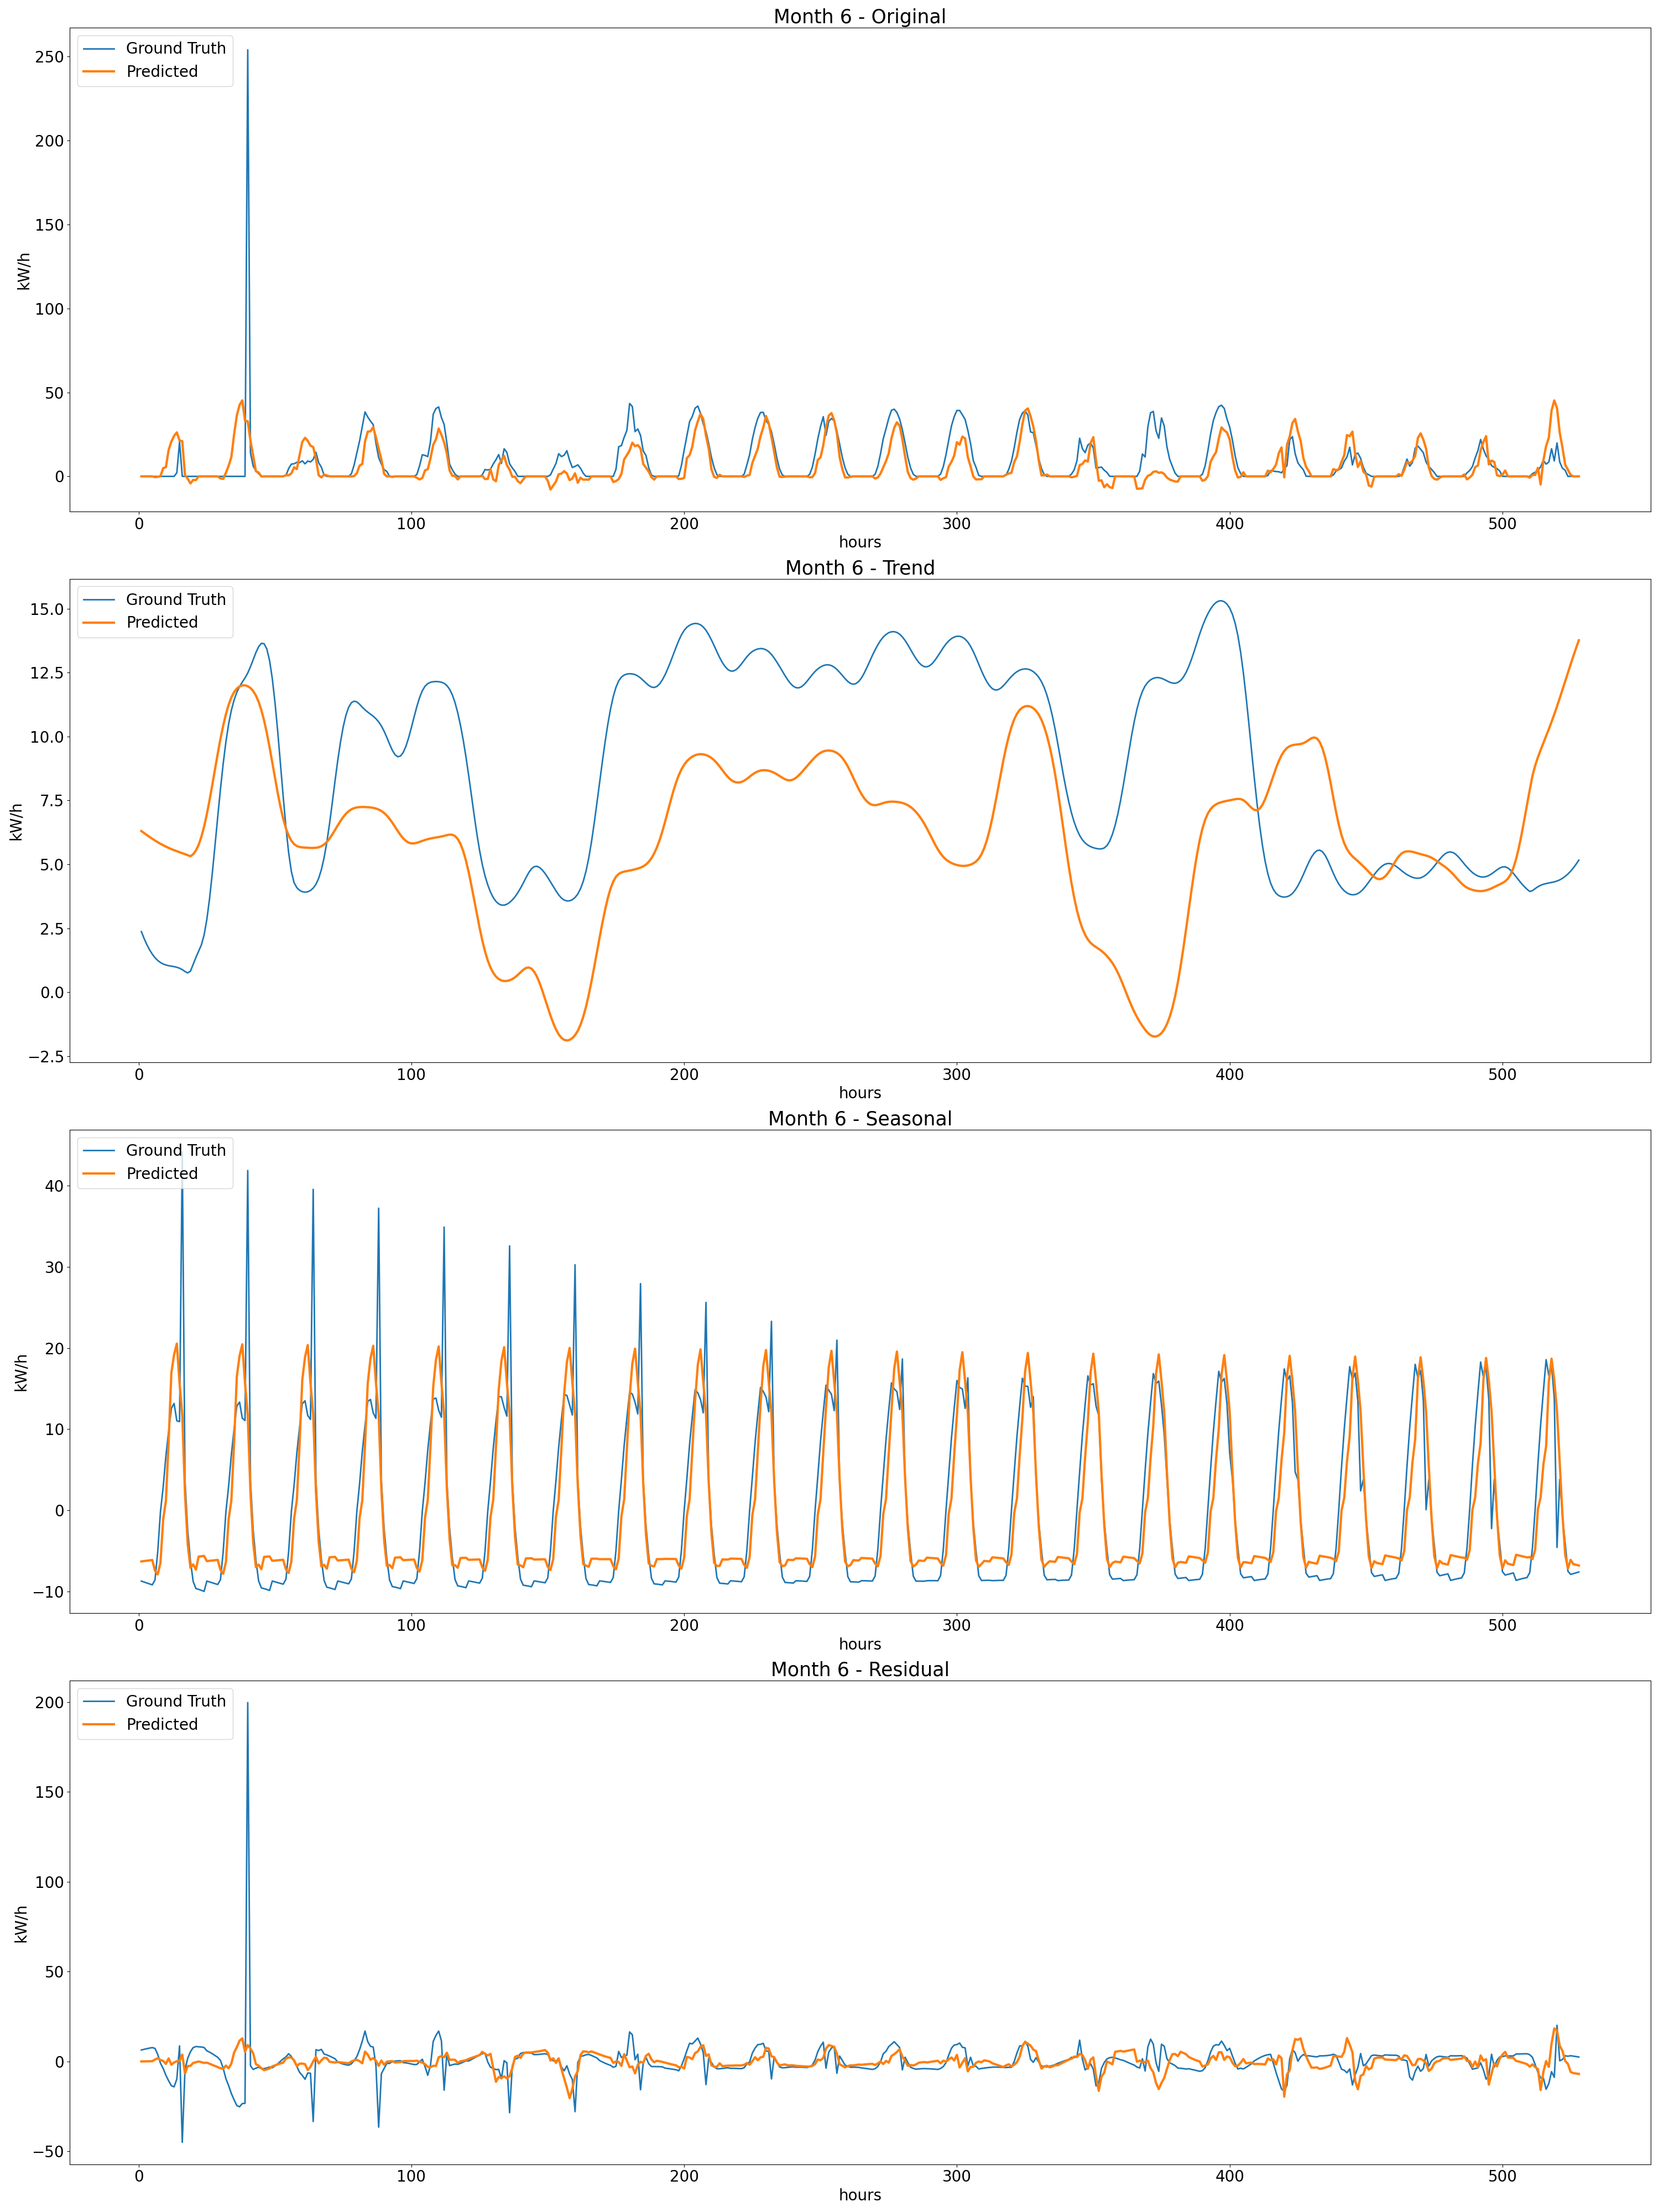 Month 6 - Original
Ground Truth
Predicted
250
200
150
100
50
0
kW/h
0 100 200 300 400 500
hours
Month 6 - Trend
Ground Truth
Predicted
15.0
12.5
10.0
7.5
5.0
2.5
0.0
−2.5
kW/h
0 100 200 300 400 500
hours
Month 6 - Seasonal
Ground Truth
Predicted
40
30
20
10
0
−10
kW/h
0 100 200 300 400 500
hours
Month 6 - Residual
Ground Truth
Predicted
200
150
100
50
0
−50
kW/h
0 100 200 300 400 500
hours